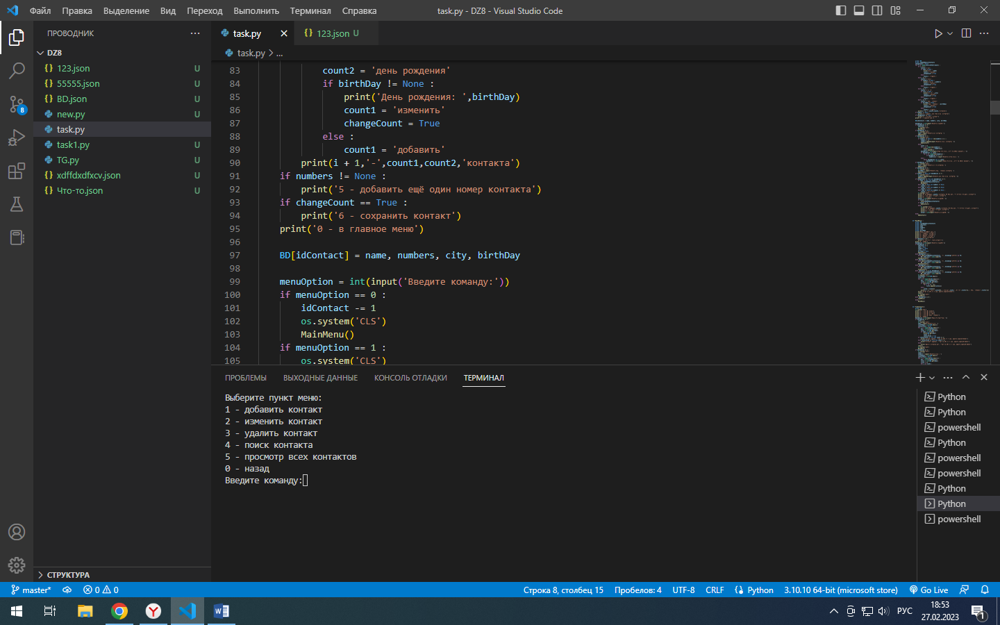 Файл Правка Выделение Вид Переход Выполнить Терминал Справка
task.py - DZ8 - Visual Studio Code
ПРОВОДНИК
DZ8
123.json U
55555.json U
BD.json U
new.py U
task.py
task1.py U
TG.py U
xdffdxdfxcv.json U
Что-то.json U
СТРУКТУРА
8
task.py
123.json U
task.py > ...
83 count2 = 'день рождения'
84 if birthDay != None :
85 print('День рождения: ',birthDay)
86 count1 = 'изменить'
87 changeCount = True
88 else :
89 count1 = 'добавить'
90 print(i + 1,'-',count1,count2,'контакта')
91 if numbers != None :
92 print('5 - добавить ещё один номер контакта')
93 if changeCount == True :
94 print('6 - сохранить контакт')
95 print('0 - в главное меню')
96
97 BD[idContact] = name, numbers, city, birthDay
98
99 menuOption = int(input('Введите команду:'))
100 if menuOption == 0 :
101 idContact -= 1
102 os.system('CLS')
103 MainMenu()
104 if menuOption == 1 :
105 os.system('CLS')
ПРОБЛЕМЫ ВЫХОДНЫЕ ДАННЫЕ КОНСОЛЬ ОТЛАДКИ ТЕРМИНАЛ
Выберите пункт меню:
1 - добавить контакт
2 - изменить контакт
3 - удалить контакт
4 - поиск контакта
5 - просмотр всех контактов
0 - назад
Введите команду:
Python
Python
powershell
Python
powershell
powershell
Python
Python
powershell
master* 0 0
Строка 8, столбец 15 Пробелов: 4 UTF-8 CRLF Python 3.10.10 64-bit (microsoft store) Go Live
РУС
18:53
27.02.2023
1